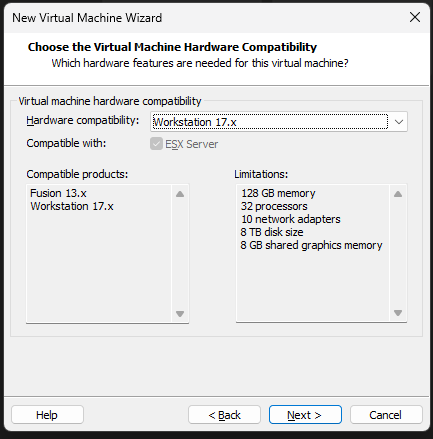 New Virtual Machine Wizard
Choose the Virtual Machine Hardware Compatibility
Which hardware features are needed for this virtual machine?
Virtual machine hardware compatibility
Hardware compatibility: Workstation 17.x
Compatible with: ESX Server
Compatible products: Limitations:
Fusion 13.x
Workstation 17.x
128 GB memory
32 processors
10 network adapters
8 TB disk size
8 GB shared graphics memory
Help < Back Next > Cancel